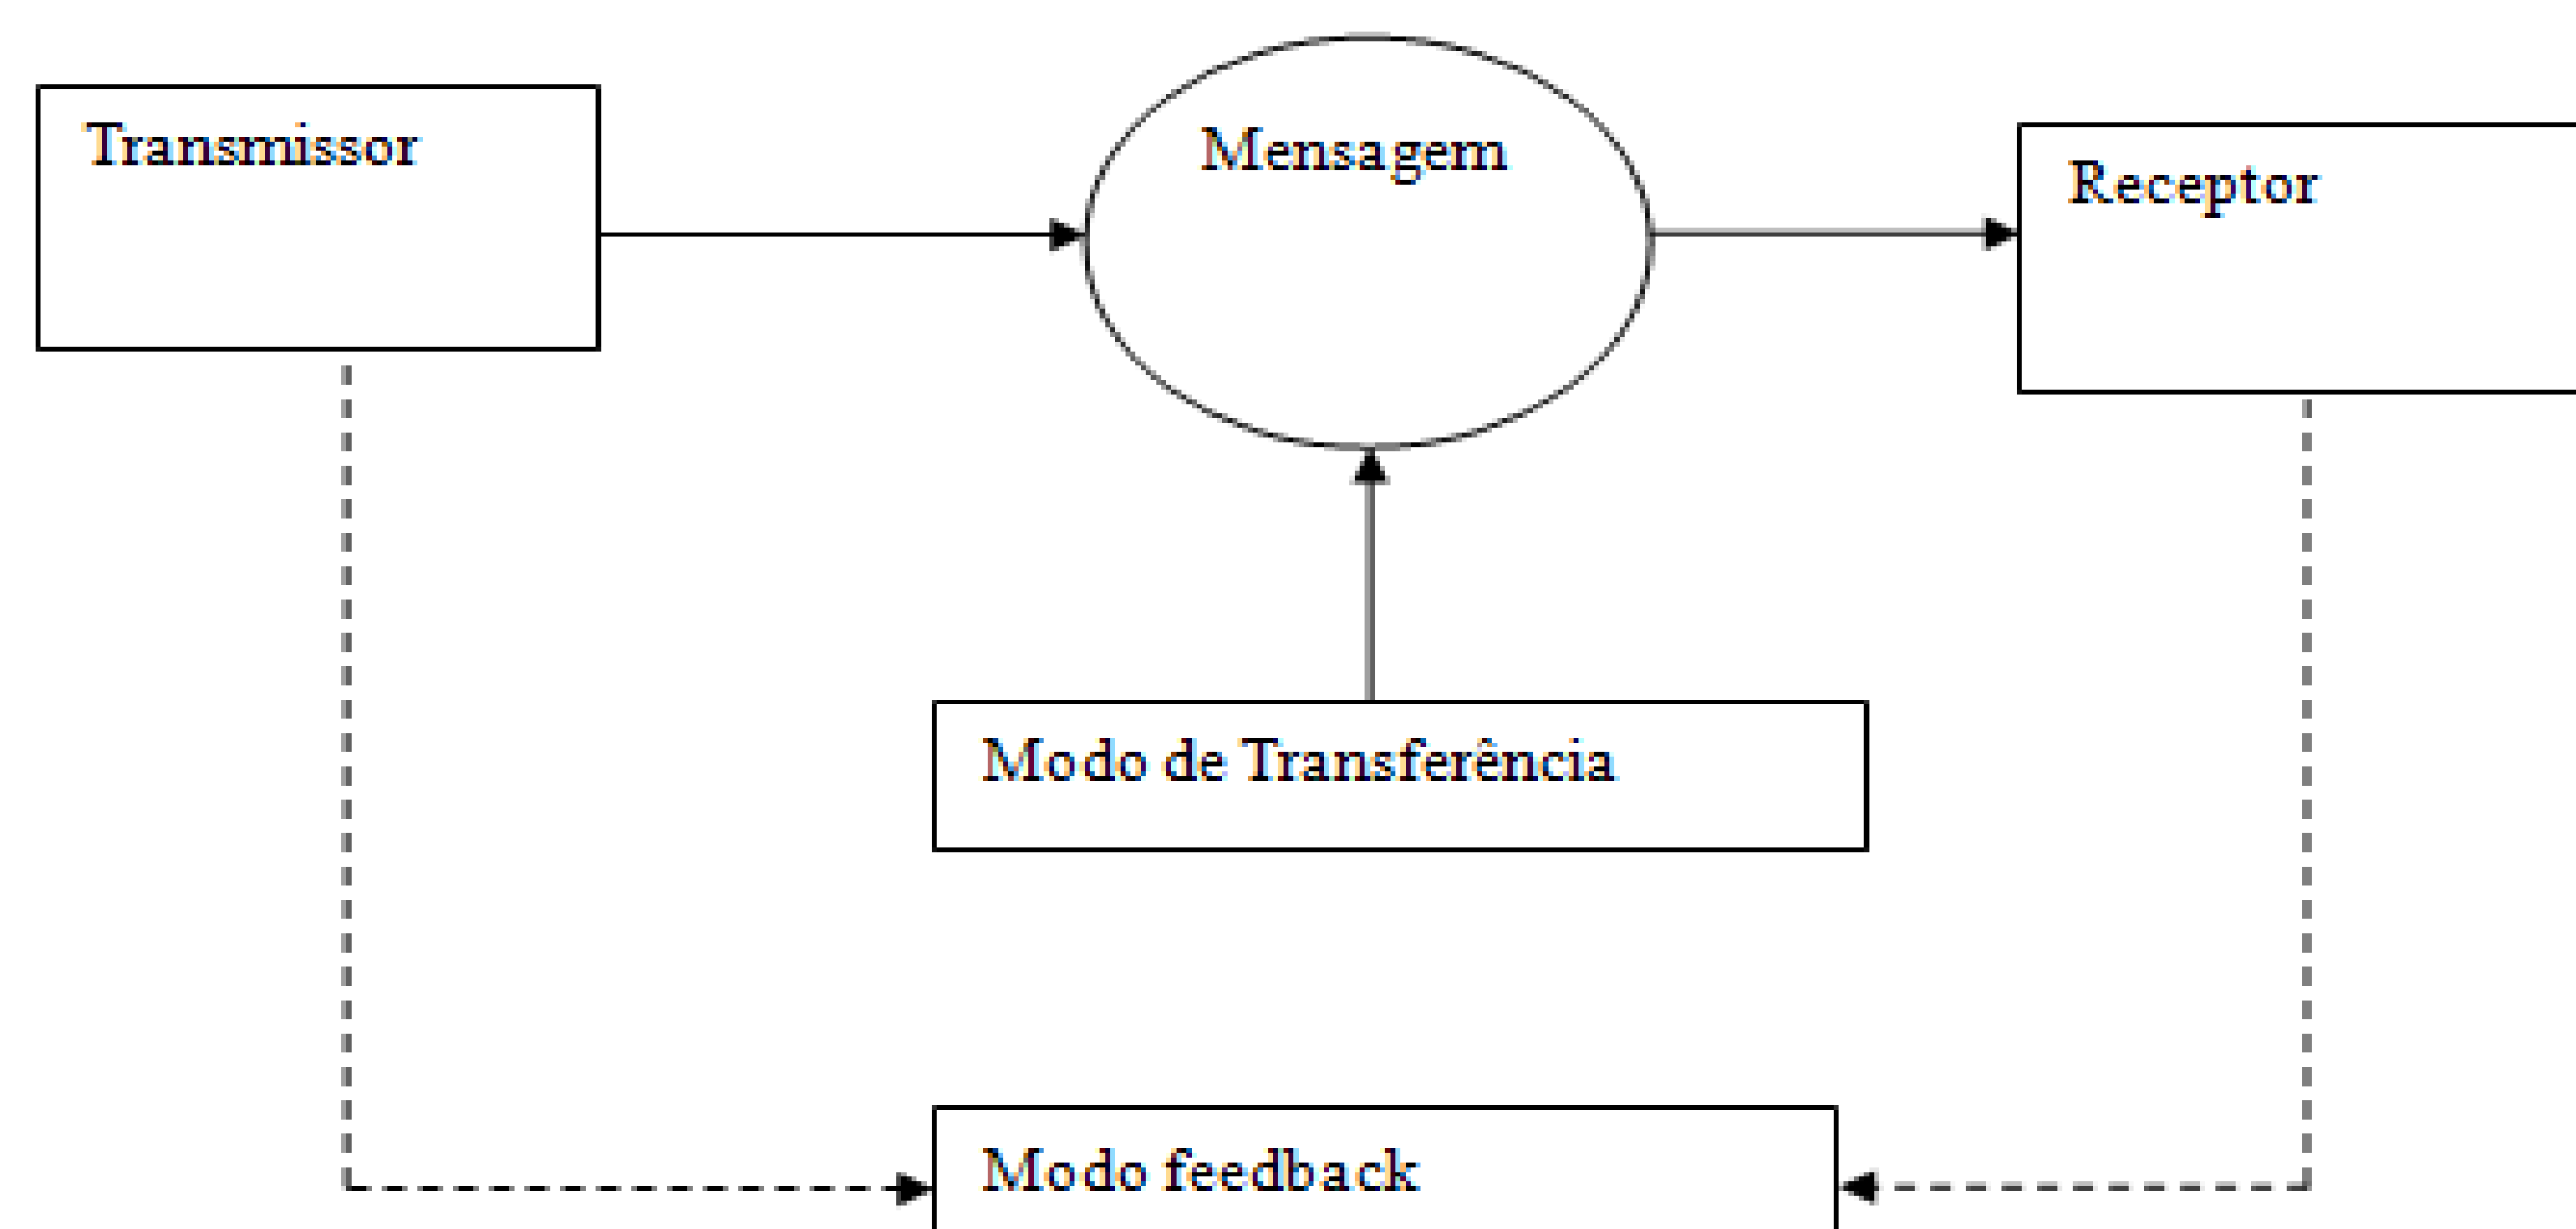 Transmissor
Mensagem
Receptor
Modo de Transferência
Modo feedback